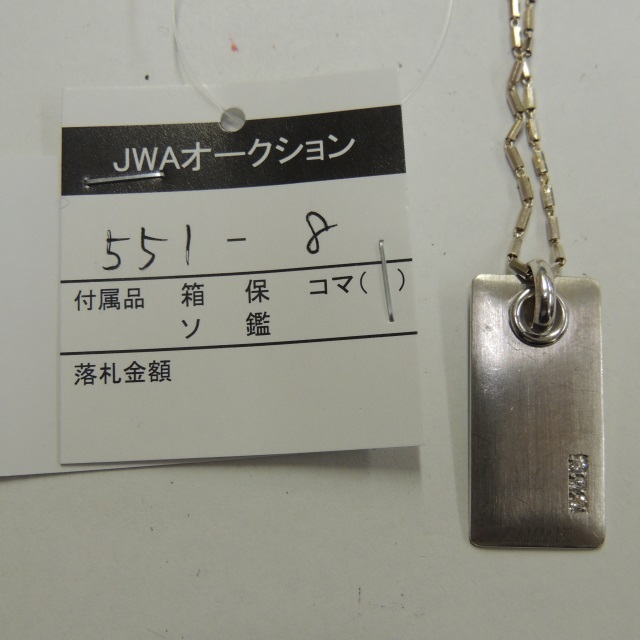 JWAオークション
551-8
付属品 箱 保 コマ( )
ソ 鑑
落札金額